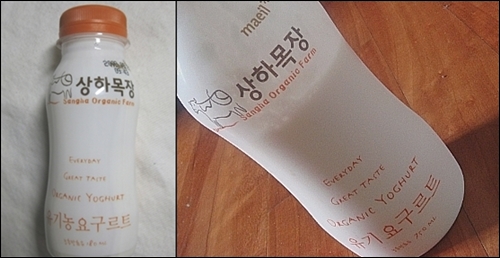 상하목장
Sangha Organic Farm
EVERYDAY
GREAT TASTE
ORGANIC YOGHURT
유기농요구르트
maeil
상하목장
Sangha Organic Farm
EVERYDAY
GREAT TASTE
ORGANIC YOGHURT
유기요구르트